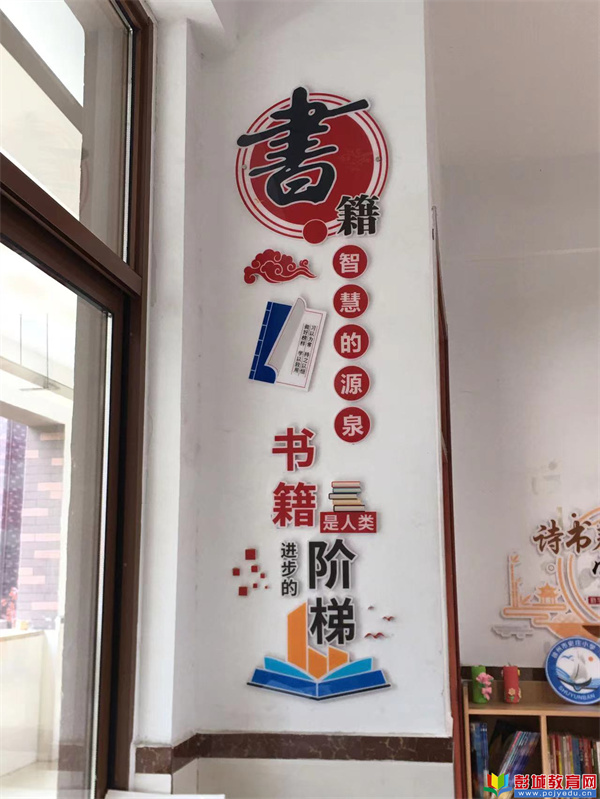 書
籍
智慧的源泉
书籍
是人类
进步的
阶梯
诗书
SHUYUNSAN
彭城教育网
www.pcjyedu.cn